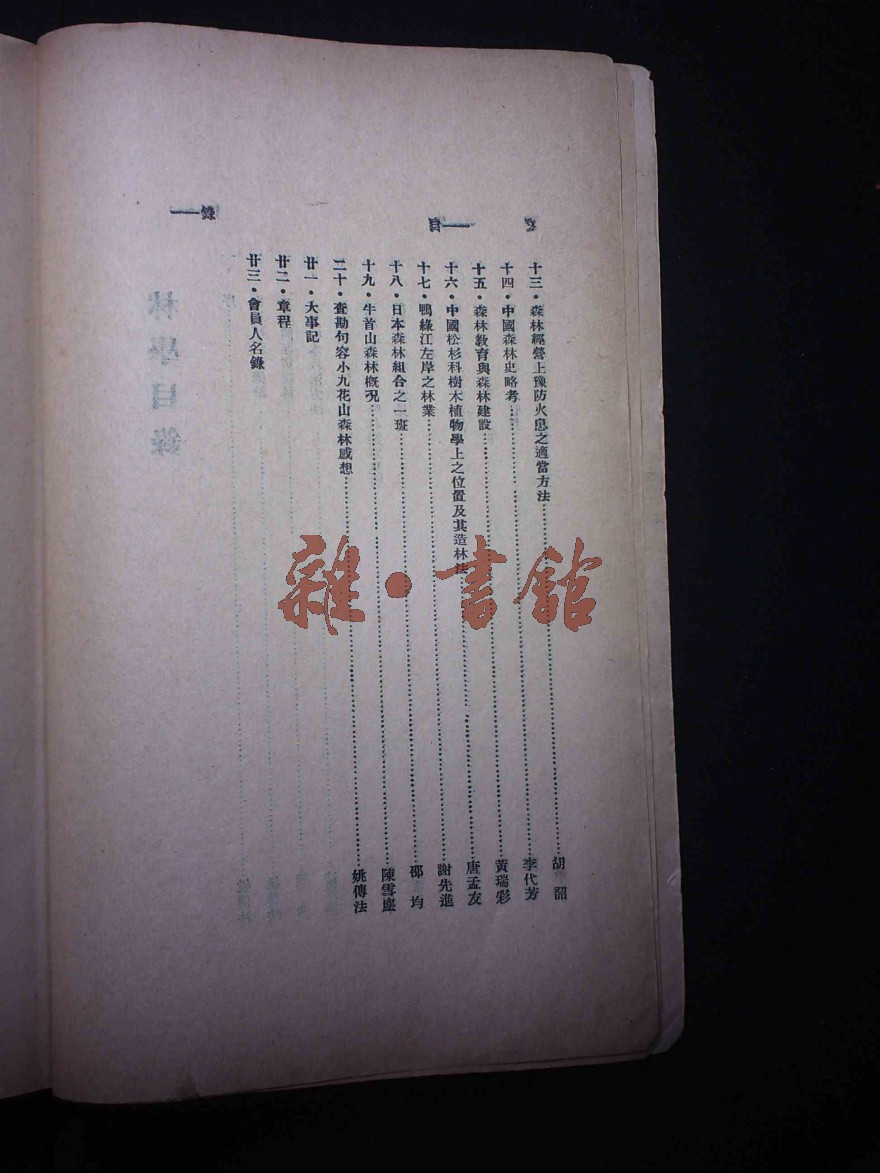 目——錄
十三・森林經營上豫防火患之適當方法……胡韶
十四・中國森林史略考……李代芳
十五・森林教育與森林建設……黃瑞彩
十六・中國松杉科樹木植物學上之位置及其造林法……唐孟友
十七・鴨綠江左岸之林業……謝先進
十八・日本森林組合之一班……邵均
十九・牛首山森林概況……陳雪塵
二十・查勘句容小九花山森林感想……姚傳法
廿一・大事記
廿二・章程
廿三・會員人名錄
林學目錄
雜・書館